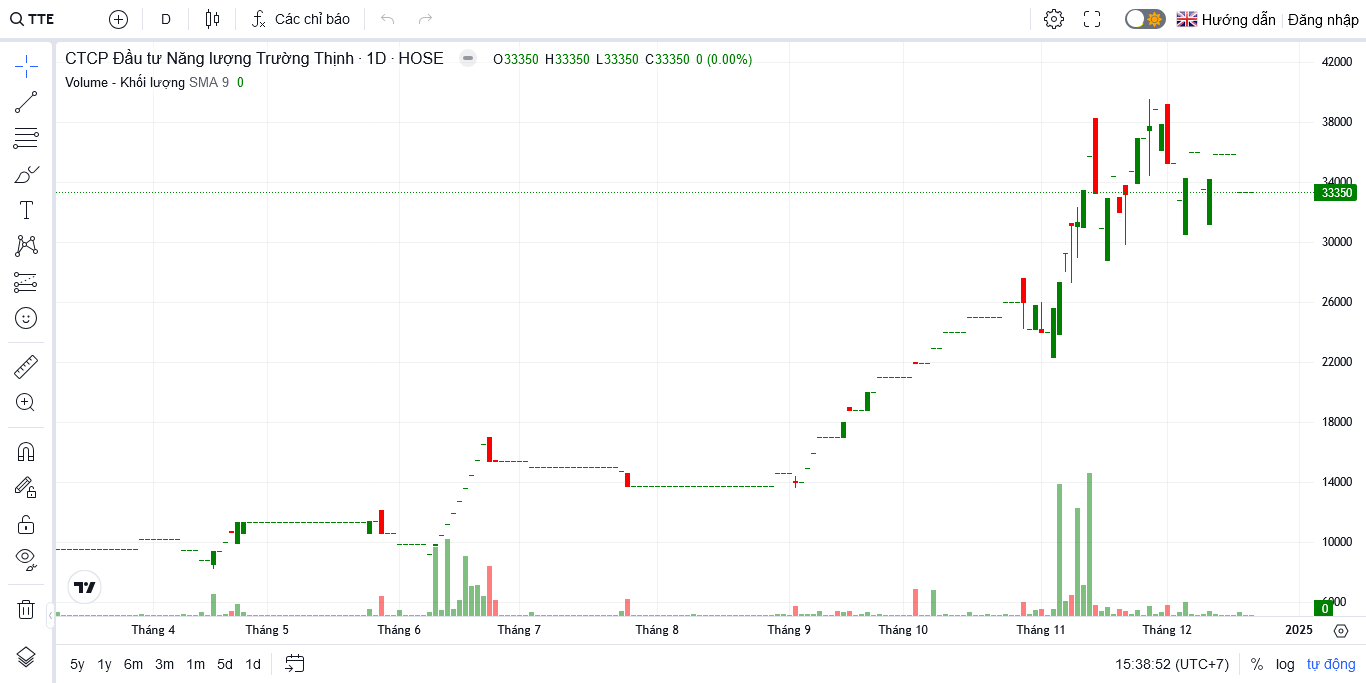 TTE D Các chỉ báo Hướng dẫn Đăng nhập
CTCP Đầu tư Năng lượng Trường Thịnh · 1D · HOSE O33350 H33350 L33350 C33350 0 (0.00%)
Volume - Khối lượng SMA 9 0
42000
38000
34000
33350
30000
26000
22000
18000
14000
10000
6000
0
Tháng 4 Tháng 5 Tháng 6 Tháng 7 Tháng 8 Tháng 9 Tháng 10 Tháng 11 Tháng 12 2025
5y 1y 6m 3m 1m 5d 1d 15:38:52 (UTC+7) % log tự động